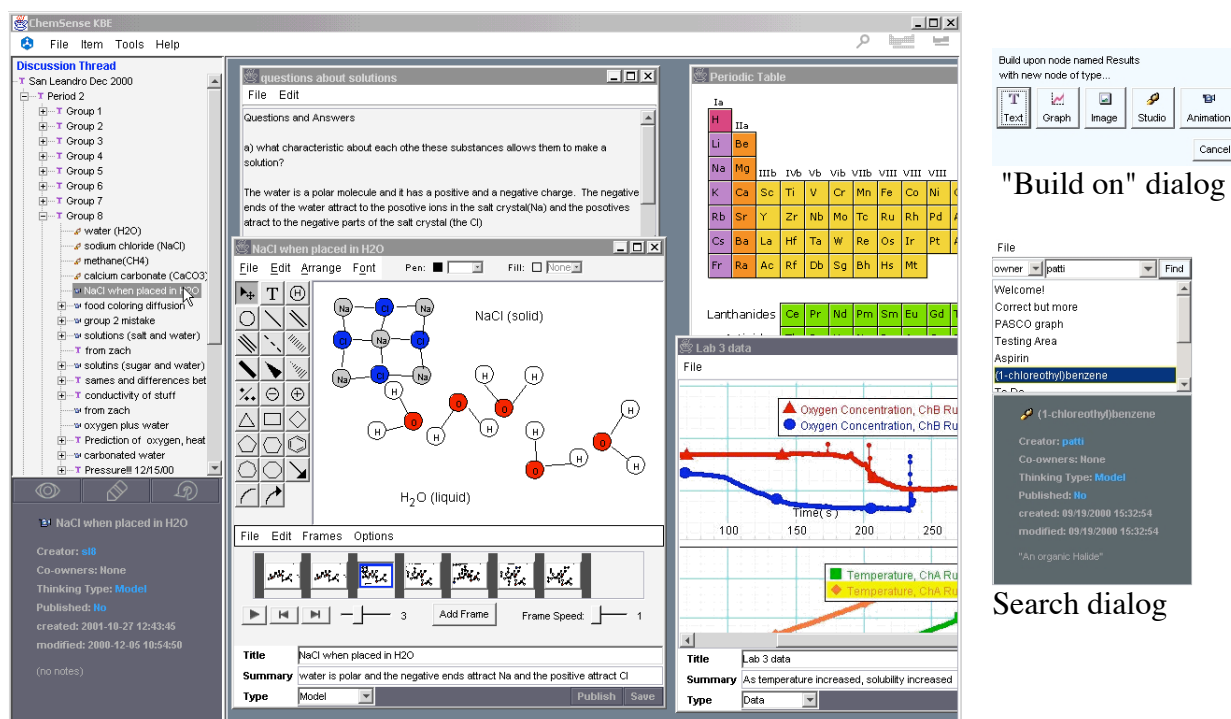 ChemSense KBE
File Item Tools Help
Discussion Thread
T San Leandro Dec 2000
T Period 2
T Group 1
T Group 2
T Group 3
T Group 4
T Group 5
T Group 6
T Group 7
T Group 8
water (H2O)
sodium chloride (NaCl)
methane(CH4)
calcium carbonate (CaCO3)
NaCl when placed in H2O
food coloring diffusion
group 2 mistake
solutions (salt and water)
T from zach
solutins (sugar and water)
T sames and differences bet
T conductivity of stuff
from zach
oxygen plus water
T Prediction of oxygen, heat
carbonated water
T Pressure!!! 12/15/00
NaCl when placed in H2O
Creator: sl8
Co-owners: None
Thinking Type: Model
Published: No
created: 2001-10-27 12:43:45
modified: 2000-12-05 10:54:50
(no notes)
questions about solutions
File Edit
Questions and Answers
a) what characteristic about each othe these substances allows them to make a
solution?
The water is a polar molecule and it has a positive and a negative charge. The negative
ends of the water attract to the posotive ions in the salt crystal(Na) and the posotives
atract to the negative parts of the salt crystal (the Cl)
NaCl when placed in H2O
File Edit Arrange Font Pen: Fill: None
T H
Na Cl Na
Cl Na Cl
Na Cl Na
NaCl (solid)
H H H H
O O
H H
H O
H H
O H
O H
H2O (liquid)
File Edit Frames Options
3 Add Frame Frame Speed: 1
Title NaCl when placed in H2O
Summary water is polar and the negative ends attract Na and the positive attract Cl
Type Model Publish Save
Periodic Table
Ia
H IIa
Li Be
Na Mg IIIb IVb Vb Vib VIIb VIII VIII VIII
K Ca Sc Ti V Cr Mn Fe Co Ni
Rb Sr Y Zr Nb Mo Tc Ru Rh Pd
Cs Ba La Hf Ta W Re Os Ir Pt
Fr Ra Ac Rf Db Sg Bh Hs Mt
Lanthanides Ce Pr Nd Pm Sm Eu Gd
Lab 3 data
File
Oxygen Concentration, ChB Ru
Oxygen Concentration, ChB Ru
Time( s )
100 150 200 250
Temperature, ChA Ru
Temperature, ChA Ru
Title Lab 3 data
Summary As temperature increased, solubility increased
Type Data
Build upon node named Results
with new node of type...
T
Text Graph Image Studio Animation
Cancel
"Build on" dialog
File
owner patti Find
Welcome!
Correct but more
PASCO graph
Testing Area
Aspirin
(1-chloreothyl)benzene
To Do
(1-chloreothyl)benzene
Creator: patti
Co-owners: None
Thinking Type: Model
Published: No
created: 09/19/2000 15:32:54
modified: 09/19/2000 15:32:54
"An organic Halide"
Search dialog